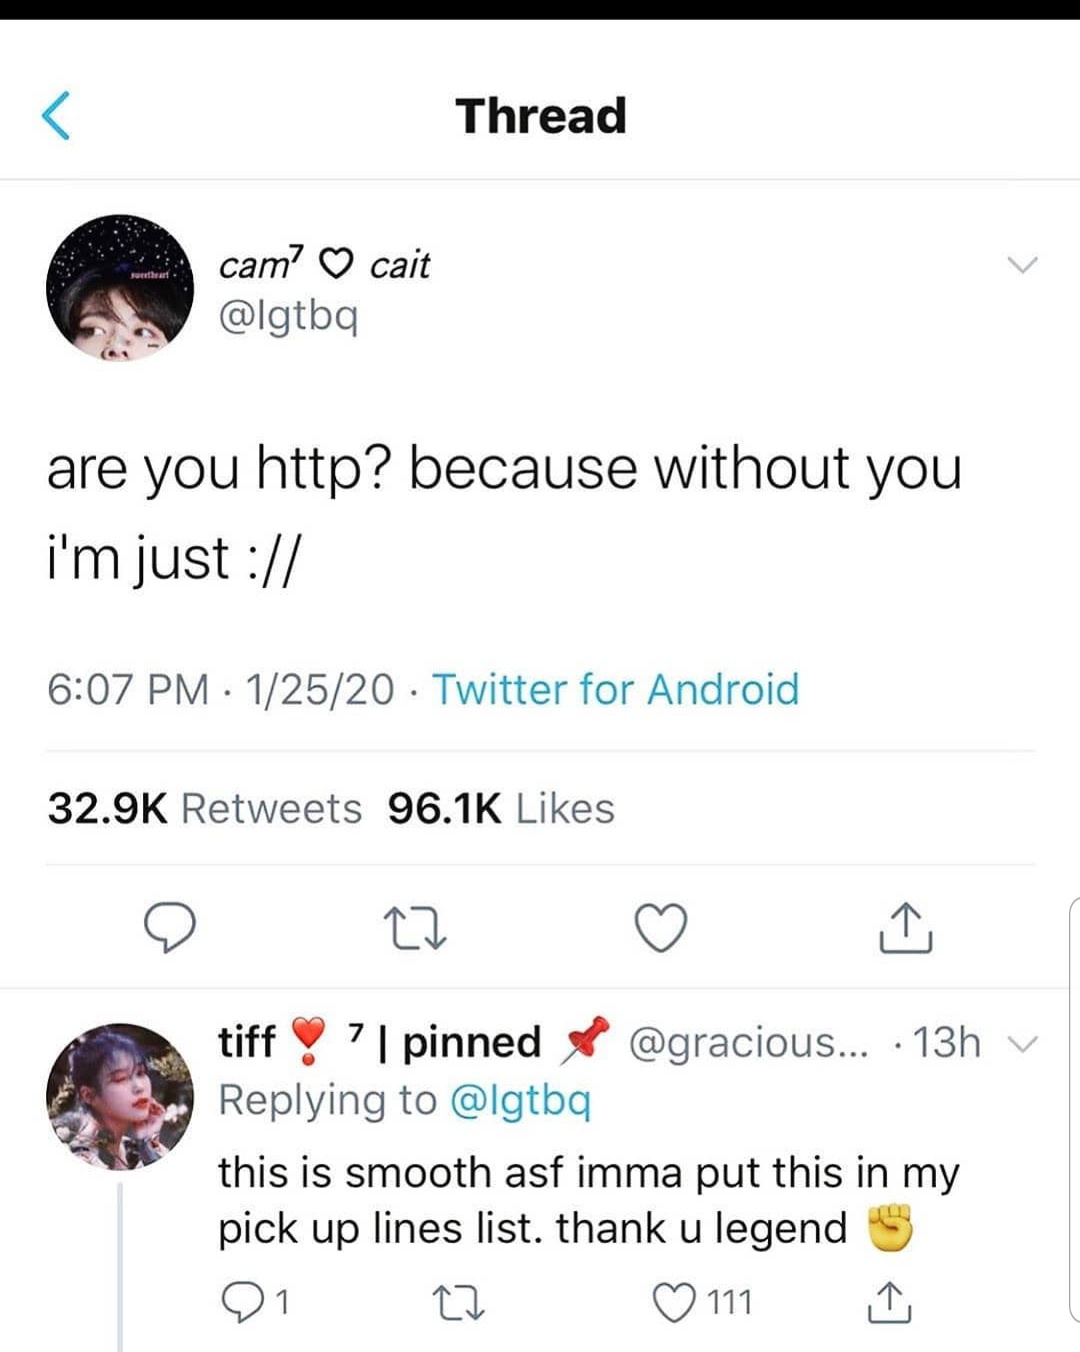 Thread
sweetheart
cam⁷ ♡ cait
@lgtbq
are you http? because without you
i'm just ://
6:07 PM · 1/25/20 · Twitter for Android
32.9K Retweets 96.1K Likes
tiff ❣️ ⁷ | pinned 📌 @gracious... · 13h
Replying to @lgtbq
this is smooth asf imma put this in my
pick up lines list. thank u legend ✊
1 111